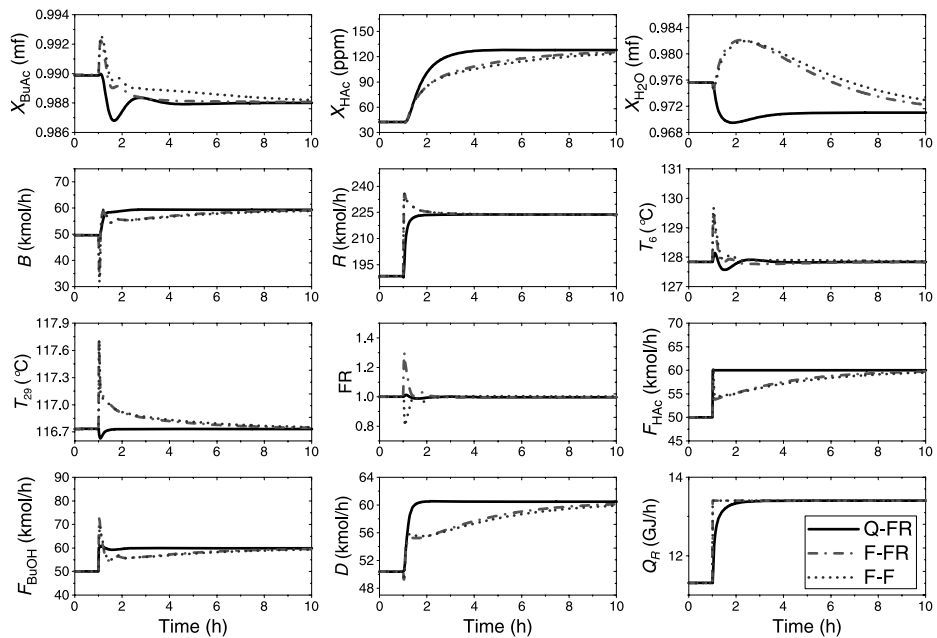 X_BuAc (mf)
0.994
0.990
0.988
0.986
0 2 4 6 8 10
X_HAc (ppm)
150
120
90
60
30
0 2 4 6 8 10
X_H2O (mf)
0.984
0.980
0.976
0.972
0.968
0 2 4 6 8 10
B (kmol/h)
70
60
50
40
30
0 2 4 6 8 10
R (kmol/h)
240
225
210
195
0 2 4 6 8 10
T_6 (°C)
130
129
128
127
0 2 4 6 8 10
T_29 (°C)
117.9
117.6
117.3
117.0
116.7
0 2 4 6 8 10
FR
1.4
1.2
1.0
0.8
0 2 4 6 8 10
F_HAc (kmol/h)
70
65
60
55
50
45
0 2 4 6 8 10
F_BuOH (kmol/h)
90
80
70
60
50
40
0 2 4 6 8 10
Time (h)
D (kmol/h)
64
60
56
52
48
0 2 4 6 8 10
Time (h)
Q_R (GJ/h)
14
12
Q-FR
F-FR
F-F
0 2 4 6 8 10
Time (h)